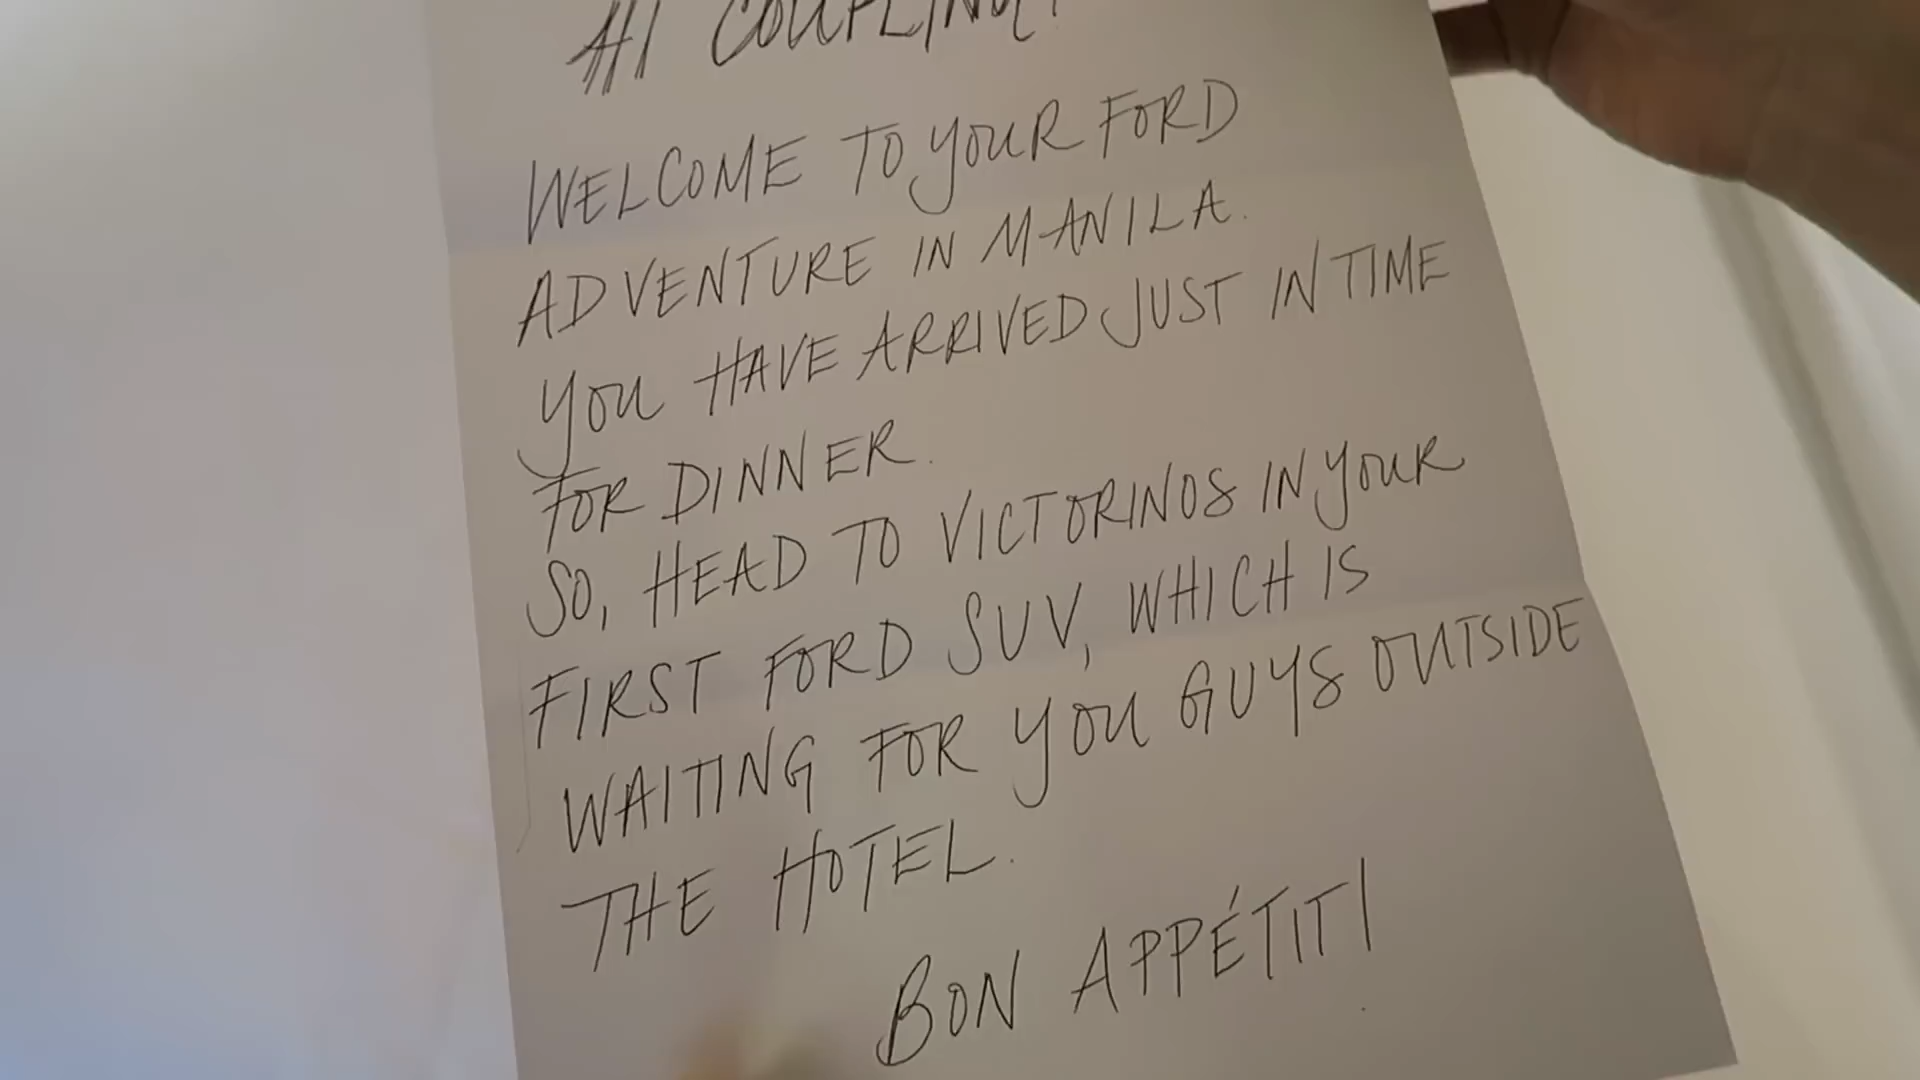 HI
WELCOME TO YOUR FORD
ADVENTURE IN MANILA.
YOU HAVE ARRIVED JUST IN TIME
FOR DINNER.
SO, HEAD TO VICTORINOS IN YOUR
FIRST FORD SUV, WHICH IS
WAITING FOR YOU GUYS OUTSIDE
THE HOTEL.
BON APPÉTIT!